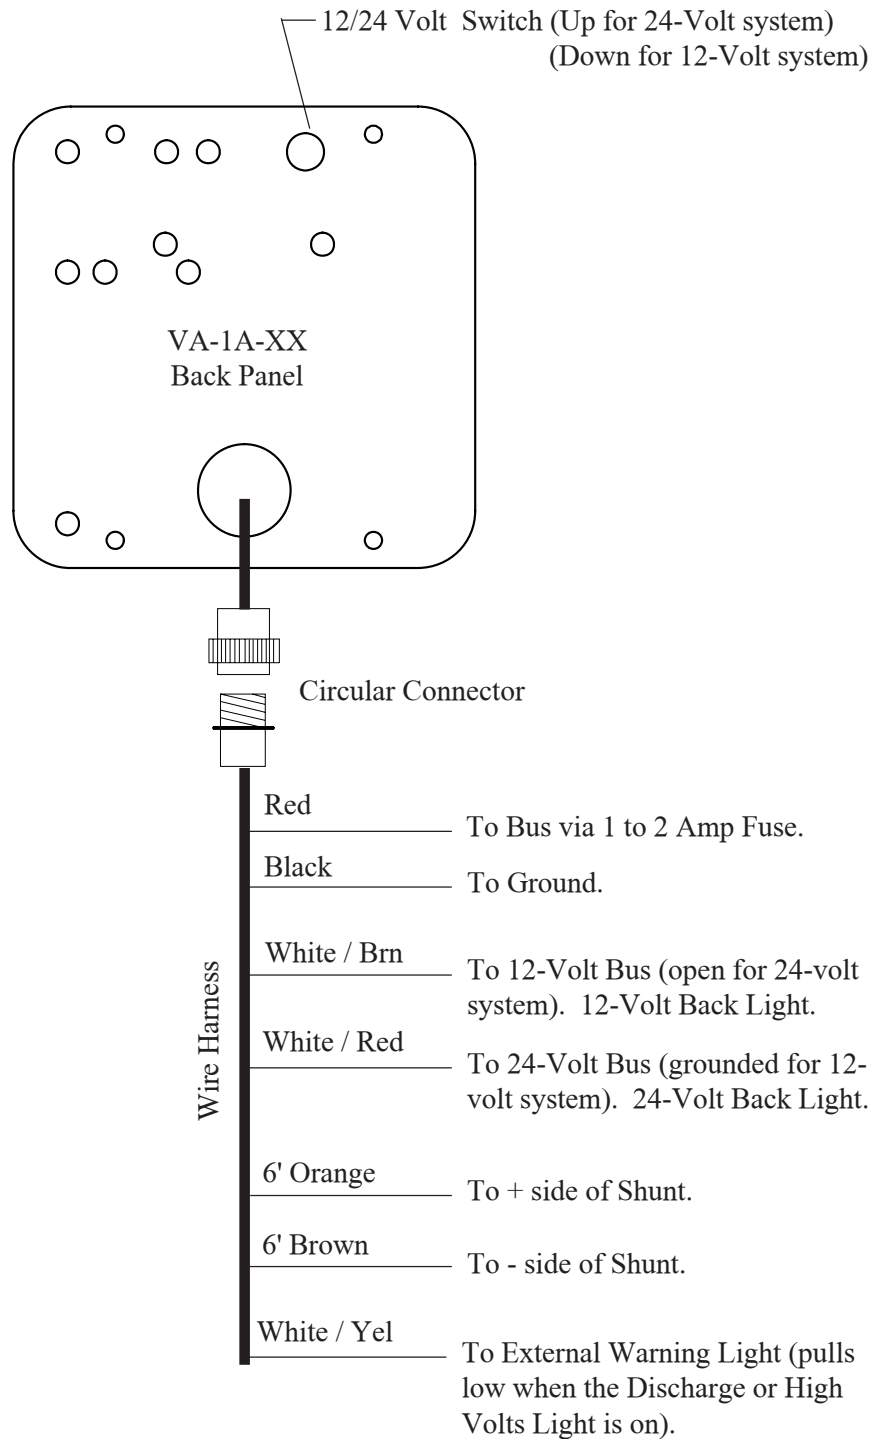 12/24 Volt  Switch (Up for 24-Volt system)
(Down for 12-Volt system)
VA-1A-XX
Back Panel
Circular Connector
Red
To Bus via 1 to 2 Amp Fuse.
Black
To Ground.
Wire Harness
White / Brn
To 12-Volt Bus (open for 24-volt
system).  12-Volt Back Light.
White / Red
To 24-Volt Bus (grounded for 12-
volt system).  24-Volt Back Light.
6' Orange
To + side of Shunt.
6' Brown
To - side of Shunt.
White / Yel
To External Warning Light (pulls
low when the Discharge or High
Volts Light is on).